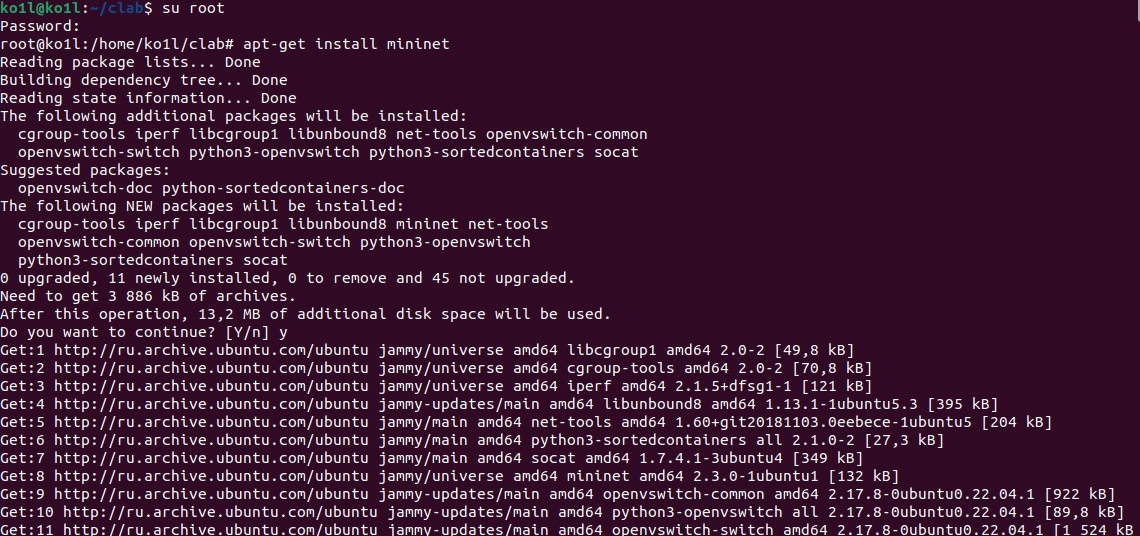 ko1l@ko1l:~/clab$ su root
Password:
root@ko1l:/home/ko1l/clab# apt-get install mininet
Reading package lists... Done
Building dependency tree... Done
Reading state information... Done
The following additional packages will be installed:
  cgroup-tools iperf libcgroup1 libunbound8 net-tools openvswitch-common
  openvswitch-switch python3-openvswitch python3-sortedcontainers socat
Suggested packages:
  openvswitch-doc python-sortedcontainers-doc
The following NEW packages will be installed:
  cgroup-tools iperf libcgroup1 libunbound8 mininet net-tools
  openvswitch-common openvswitch-switch python3-openvswitch
  python3-sortedcontainers socat
0 upgraded, 11 newly installed, 0 to remove and 45 not upgraded.
Need to get 3 886 kB of archives.
After this operation, 13,2 MB of additional disk space will be used.
Do you want to continue? [Y/n] y
Get:1 http://ru.archive.ubuntu.com/ubuntu jammy/universe amd64 libcgroup1 amd64 2.0-2 [49,8 kB]
Get:2 http://ru.archive.ubuntu.com/ubuntu jammy/universe amd64 cgroup-tools amd64 2.0-2 [70,8 kB]
Get:3 http://ru.archive.ubuntu.com/ubuntu jammy/universe amd64 iperf amd64 2.1.5+dfsg1-1 [121 kB]
Get:4 http://ru.archive.ubuntu.com/ubuntu jammy-updates/main amd64 libunbound8 amd64 1.13.1-1ubuntu5.3 [395 kB]
Get:5 http://ru.archive.ubuntu.com/ubuntu jammy/main amd64 net-tools amd64 1.60+git20181103.0eebece-1ubuntu5 [204 kB]
Get:6 http://ru.archive.ubuntu.com/ubuntu jammy/main amd64 python3-sortedcontainers all 2.1.0-2 [27,3 kB]
Get:7 http://ru.archive.ubuntu.com/ubuntu jammy/main amd64 socat amd64 1.7.4.1-3ubuntu4 [349 kB]
Get:8 http://ru.archive.ubuntu.com/ubuntu jammy/universe amd64 mininet amd64 2.3.0-1ubuntu1 [132 kB]
Get:9 http://ru.archive.ubuntu.com/ubuntu jammy-updates/main amd64 openvswitch-common amd64 2.17.8-0ubuntu0.22.04.1 [922 kB]
Get:10 http://ru.archive.ubuntu.com/ubuntu jammy-updates/main amd64 python3-openvswitch all 2.17.8-0ubuntu0.22.04.1 [89,8 kB]
Get:11 http://ru.archive.ubuntu.com/ubuntu jammy-updates/main amd64 openvswitch-switch amd64 2.17.8-0ubuntu0.22.04.1 [1 524 kB